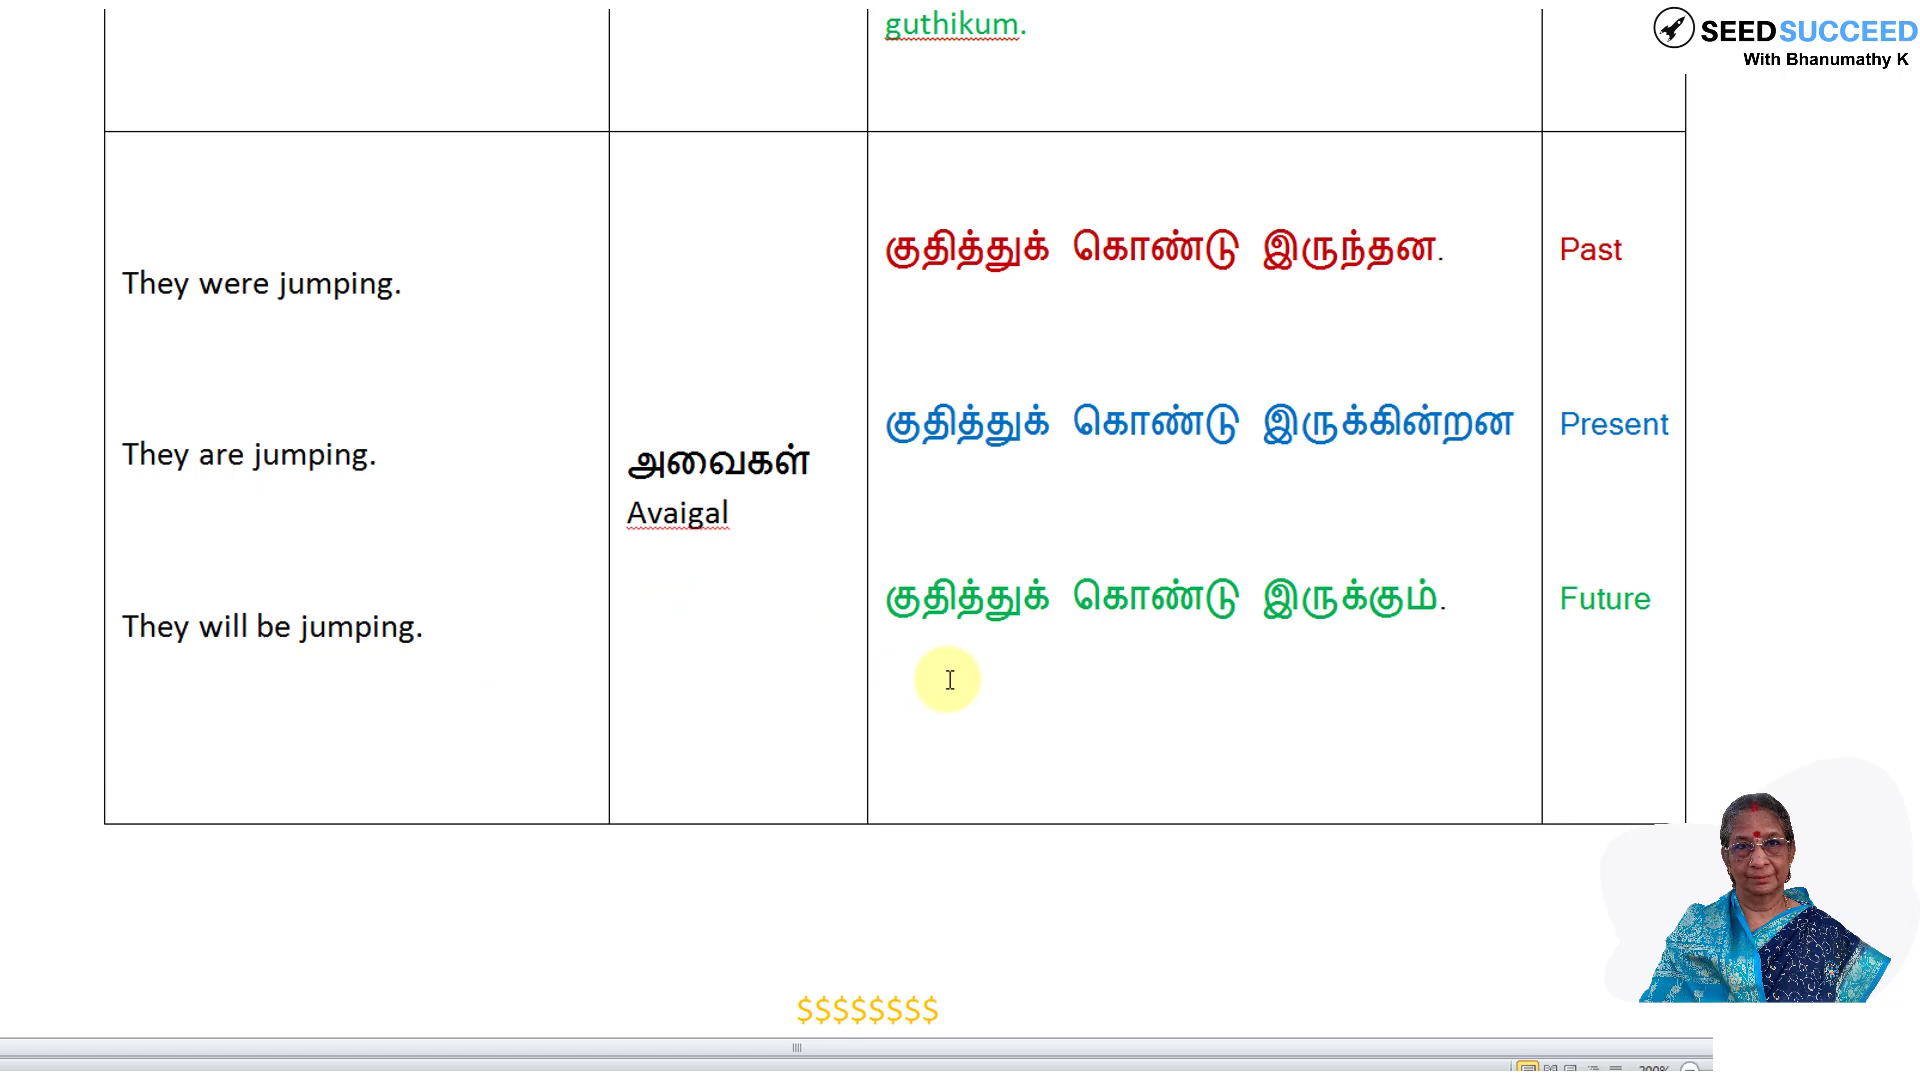 guthikum.
SEEDSUCCEED
With Bhanumathy K
They were jumping.
குதித்துக் கொண்டு இருந்தன.
Past
They are jumping.
அவைகள்
Avaigal
குதித்துக் கொண்டு இருக்கின்றன
Present
They will be jumping.
குதித்துக் கொண்டு இருக்கும்.
Future
$$$$$$$$